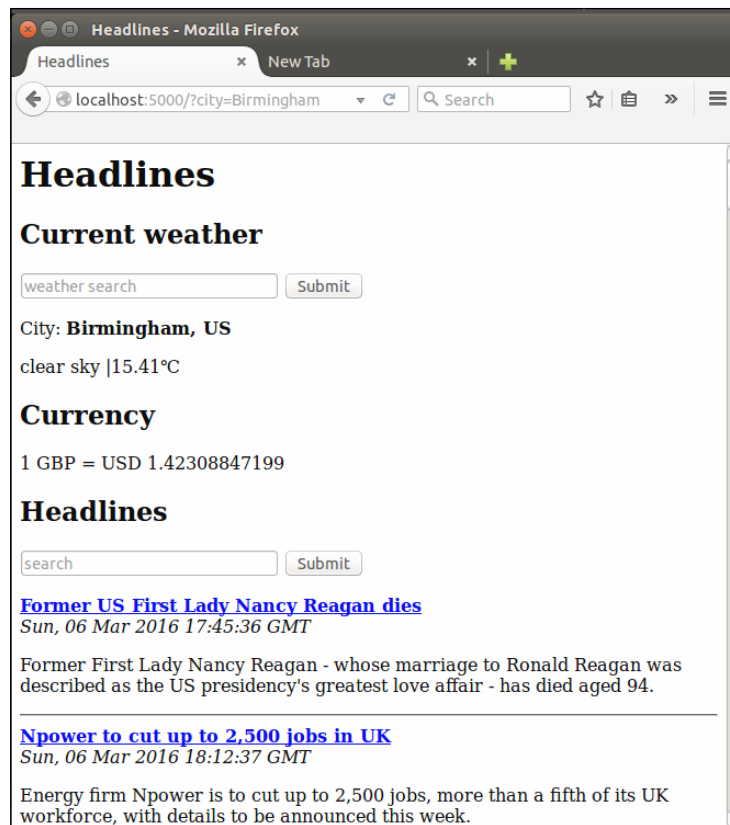 Headlines - Mozilla Firefox
Headlines × New Tab ×
localhost:5000/?city=Birmingham Search
Headlines
Current weather
weather search Submit
City: Birmingham, US
clear sky |15.41℃
Currency
1 GBP = USD 1.42308847199
Headlines
search Submit
Former US First Lady Nancy Reagan dies
Sun, 06 Mar 2016 17:45:36 GMT
Former First Lady Nancy Reagan - whose marriage to Ronald Reagan was
described as the US presidency's greatest love affair - has died aged 94.
Npower to cut up to 2,500 jobs in UK
Sun, 06 Mar 2016 18:12:37 GMT
Energy firm Npower is to cut up to 2,500 jobs, more than a fifth of its UK
workforce, with details to be announced this week.